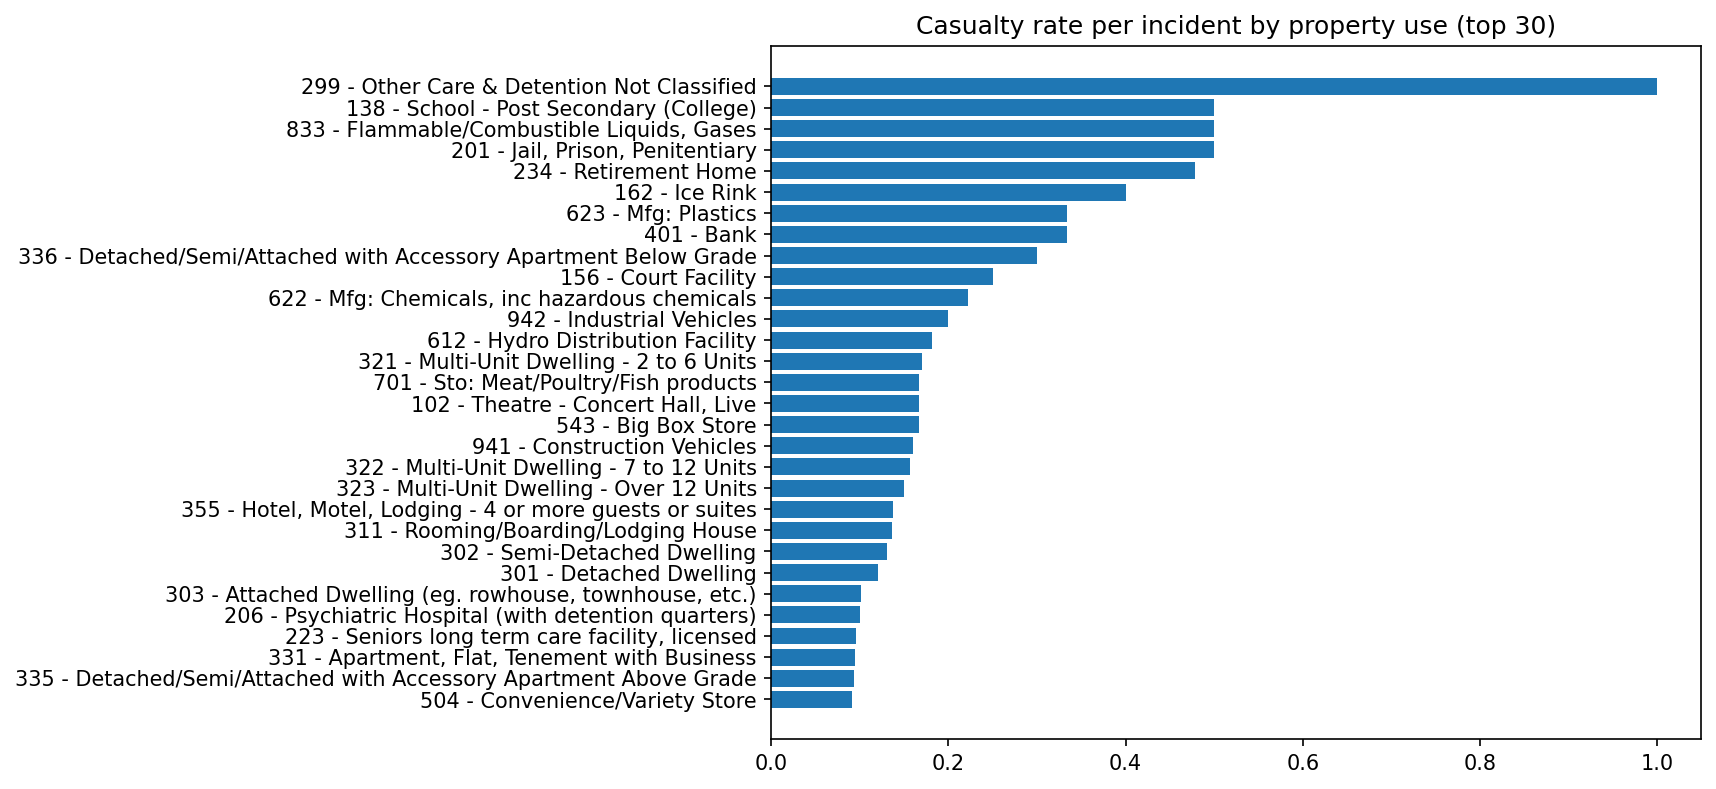 Casualty rate per incident by property use (top 30)
299 - Other Care & Detention Not Classified
138 - School - Post Secondary (College)
833 - Flammable/Combustible Liquids, Gases
201 - Jail, Prison, Penitentiary
234 - Retirement Home
162 - Ice Rink
623 - Mfg: Plastics
401 - Bank
336 - Detached/Semi/Attached with Accessory Apartment Below Grade
156 - Court Facility
622 - Mfg: Chemicals, inc hazardous chemicals
942 - Industrial Vehicles
612 - Hydro Distribution Facility
321 - Multi-Unit Dwelling - 2 to 6 Units
701 - Sto: Meat/Poultry/Fish products
102 - Theatre - Concert Hall, Live
543 - Big Box Store
941 - Construction Vehicles
322 - Multi-Unit Dwelling - 7 to 12 Units
323 - Multi-Unit Dwelling - Over 12 Units
355 - Hotel, Motel, Lodging - 4 or more guests or suites
311 - Rooming/Boarding/Lodging House
302 - Semi-Detached Dwelling
301 - Detached Dwelling
303 - Attached Dwelling (eg. rowhouse, townhouse, etc.)
206 - Psychiatric Hospital (with detention quarters)
223 - Seniors long term care facility, licensed
331 - Apartment, Flat, Tenement with Business
335 - Detached/Semi/Attached with Accessory Apartment Above Grade
504 - Convenience/Variety Store
0.0 0.2 0.4 0.6 0.8 1.0